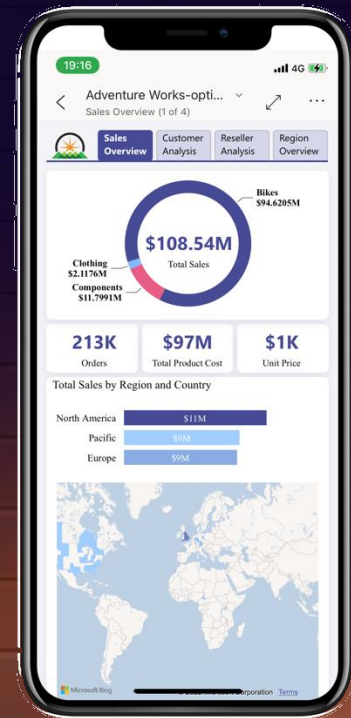 19:16
4G
Adventure Works-opti...
Sales Overview (1 of 4)
Sales Overview
Customer Analysis
Reseller Analysis
Region Overview
Bikes
$94.6205M
$108.54M
Total Sales
Clothing
$2.1176M
Components
$11.7991M
213K
Orders
$97M
Total Product Cost
$1K
Unit Price
Total Sales by Region and Country
North America
$11M
Pacific
$9M
Europe
$9M
Microsoft Bing
Corporation
Terms